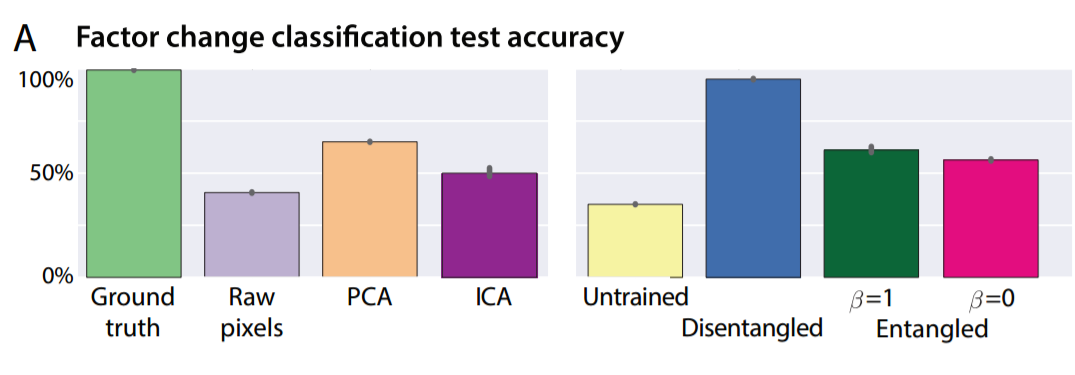 A Factor change classification test accuracy
100%
50%
0%
Ground truth
Raw pixels
PCA
ICA
Untrained
Disentangled
β=1
β=0
Entangled